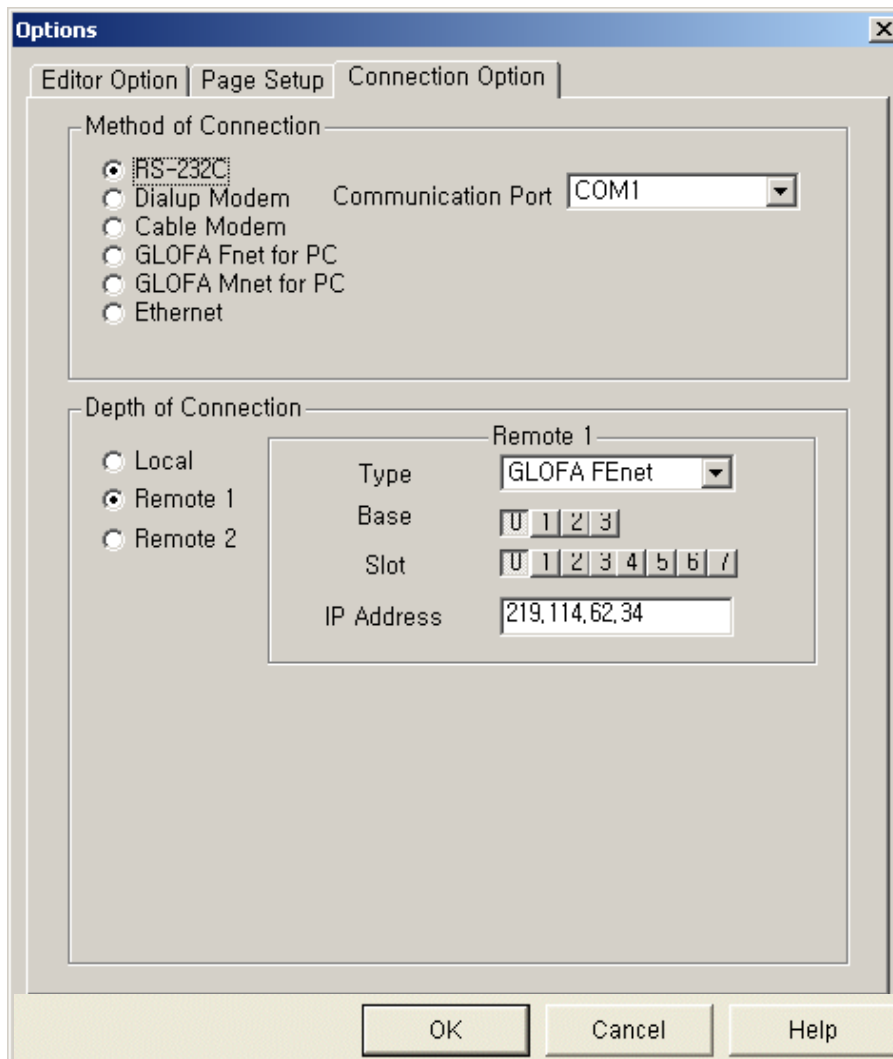 Options
Editor Option Page Setup Connection Option
Method of Connection
RS-232C
Dialup Modem Communication Port COM1
Cable Modem
GLOFA Fnet for PC
GLOFA Mnet for PC
Ethernet
Depth of Connection
Remote 1
Local Type GLOFA FEnet
Remote 1 Base 0 1 2 3
Remote 2 Slot 0 1 2 3 4 5 6 7
IP Address 219,114,62,34
OK Cancel Help